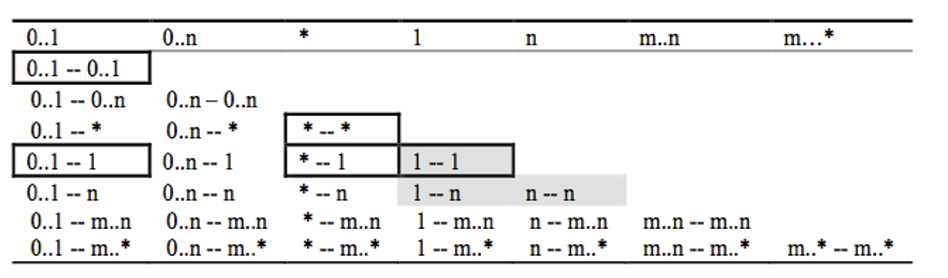 0..1 0..n * 1 n m..n m…*
0..1 -- 0..1
0..1 -- 0..n 0..n – 0..n
0..1 -- * 0..n -- * * -- *
0..1 -- 1 0..n -- 1 * -- 1 1 -- 1
0..1 -- n 0..n -- n * -- n 1 -- n n -- n
0..1 -- m..n 0..n -- m..n * -- m..n 1 -- m..n n -- m..n m..n -- m..n
0..1 -- m..* 0..n -- m..* * -- m..* 1 -- m..* n -- m..* m..n -- m..* m..* -- m..*